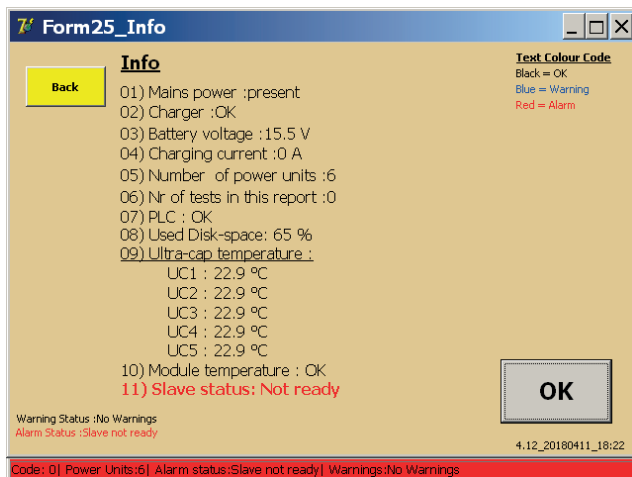 Form25_Info
Back
Info
01) Mains power :present
02) Charger :OK
03) Battery voltage :15.5 V
04) Charging current :0 A
05) Number of power units :6
06) Nr of tests in this report :0
07) PLC : OK
08) Used Disk-space: 65 %
09) Ultra-cap temperature :
UC1 : 22.9 ºC
UC2 : 22.9 ºC
UC3 : 22.9 ºC
UC4 : 22.9 ºC
UC5 : 22.9 ºC
10) Module temperature : OK
11) Slave status: Not ready
Text Colour Code
Black = OK
Blue = Warning
Red = Alarm
OK
Warning Status :No Warnings
Alarm Status :Slave not ready
4.12_20180411_18:22
Code: 0| Power Units:6| Alarm status:Slave not ready| Warnings:No Warnings